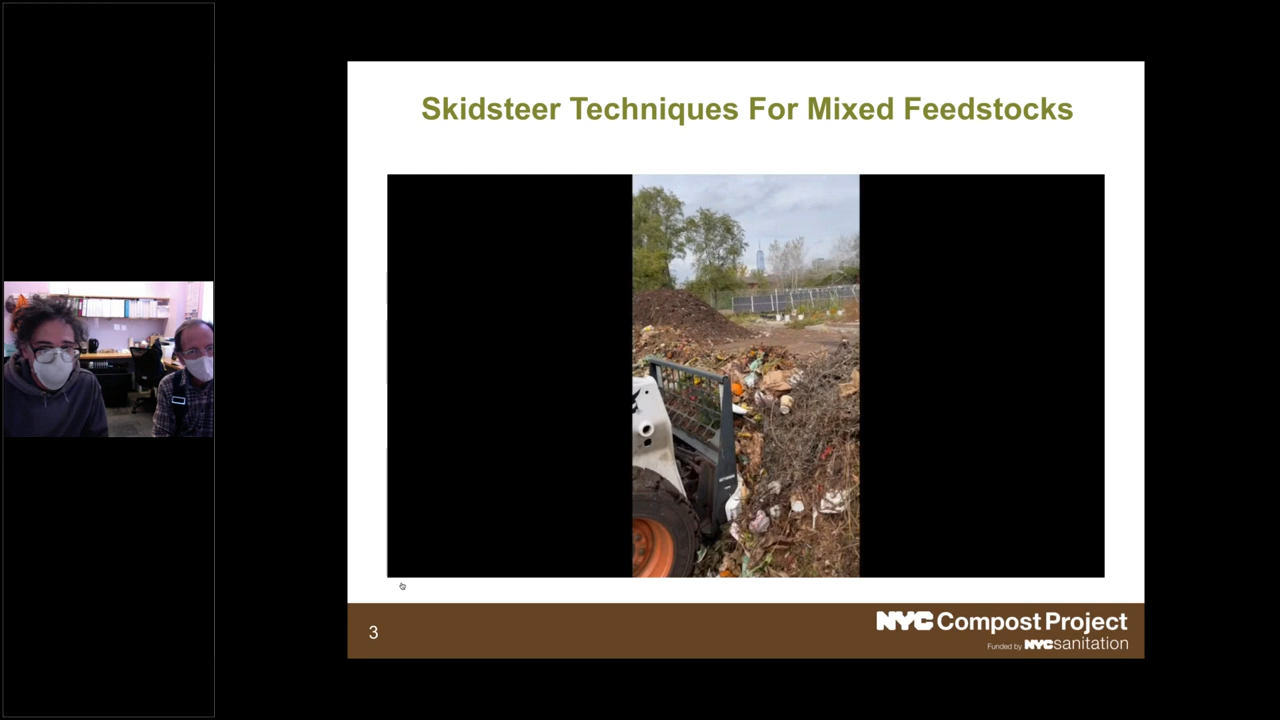 Skidsteer Techniques For Mixed Feedstocks
3
NYC Compost Project
Funded by NYC sanitation